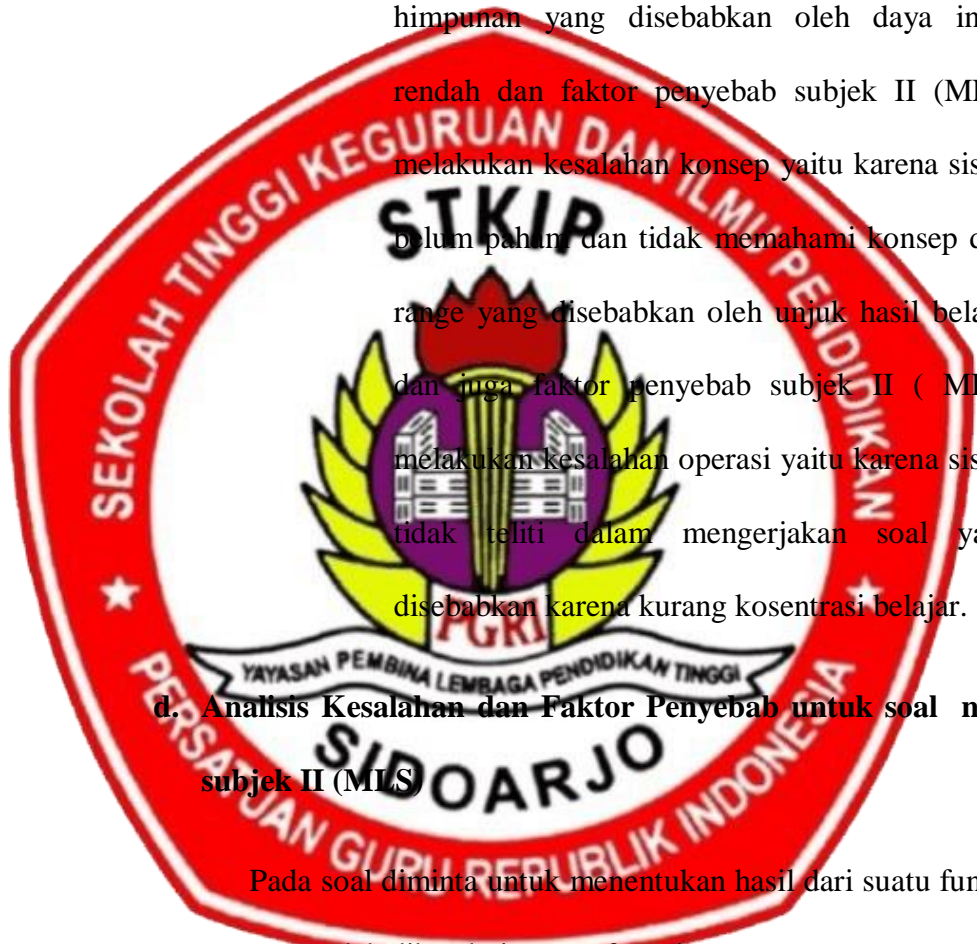 himpunan yang disebabkan oleh daya in
rendah dan faktor penyebab subjek II (M
melakukan kesalahan konsep yaitu karena sis
belum paham dan tidak memahami konsep d
range yang disebabkan oleh unjuk hasil bela
dan juga faktor penyebab subjek II ( M
melakukan kesalahan operasi yaitu karena sis
tidak teliti dalam mengerjakan soal ya
disebabkan karena kurang kosentrasi belajar.
d. Analisis Kesalahan dan Faktor Penyebab untuk soal n
subjek II (MLS)
Pada soal diminta untuk menentukan hasil dari suatu fun
SEKOLAH TINGGI KEGURUAN DAN ILMU PENDIDIKAN
STKIP
PGRI
YAYASAN PEMBINA LEMBAGA PENDIDIKAN TINGGI
SIDOARJO
PERSATUAN GURU REPUBLIK INDONESIA